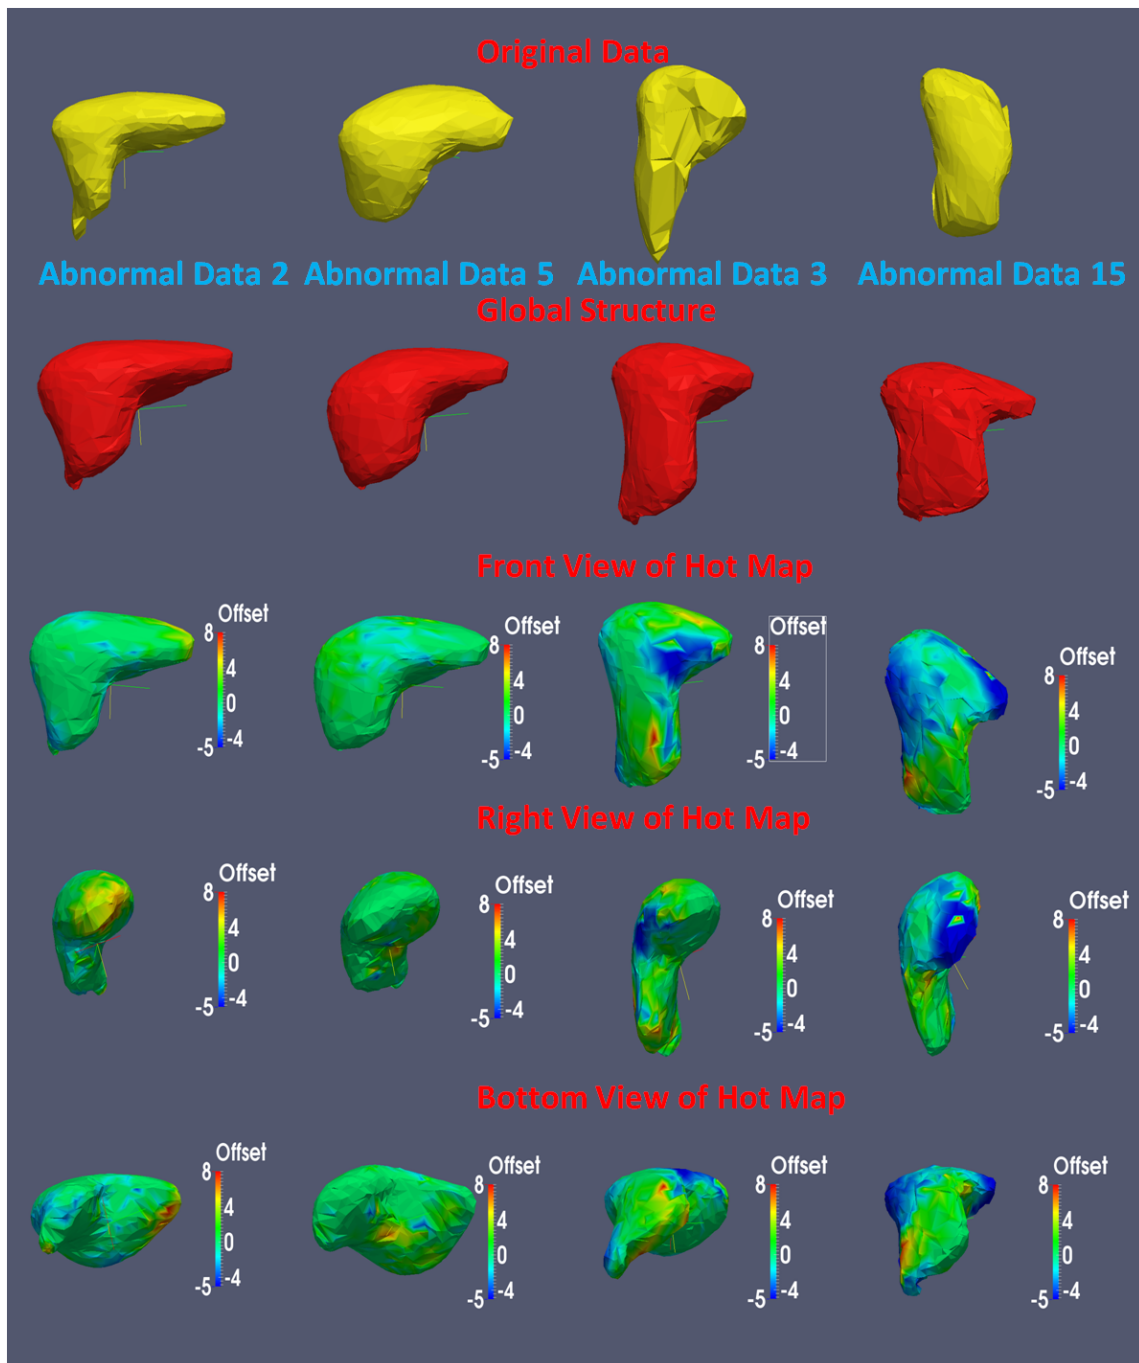 Original Data
Abnormal Data 2 Abnormal Data 5 Abnormal Data 3 Abnormal Data 15
Global Structure
Front View of Hot Map
Offset Offset Offset Offset
8 8 8 8
4 4 4 4
0 0 0 0
-5 -4 -5 -4 -5 -4 -5 -4
Right View of Hot Map
Offset Offset Offset Offset
8 8 8 8
4 4 4 4
0 0 0 0
-5 -4 -5 -4 -5 -4 -5 -4
Bottom View of Hot Map
Offset Offset Offset Offset
8 8 8 8
4 4 4 4
0 0 0 0
-5 -4 -5 -4 -5 -4 -5 -4